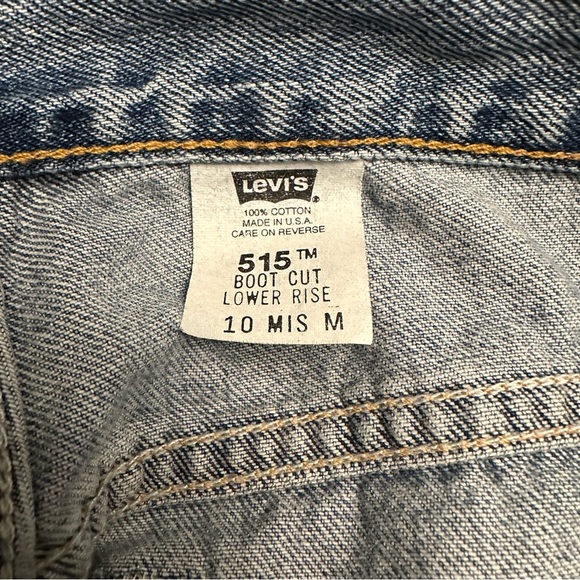 Levi's ®
100% COTTON
MADE IN U.S.A.
CARE ON REVERSE
515™
BOOT CUT
LOWER RISE
10 MIS M